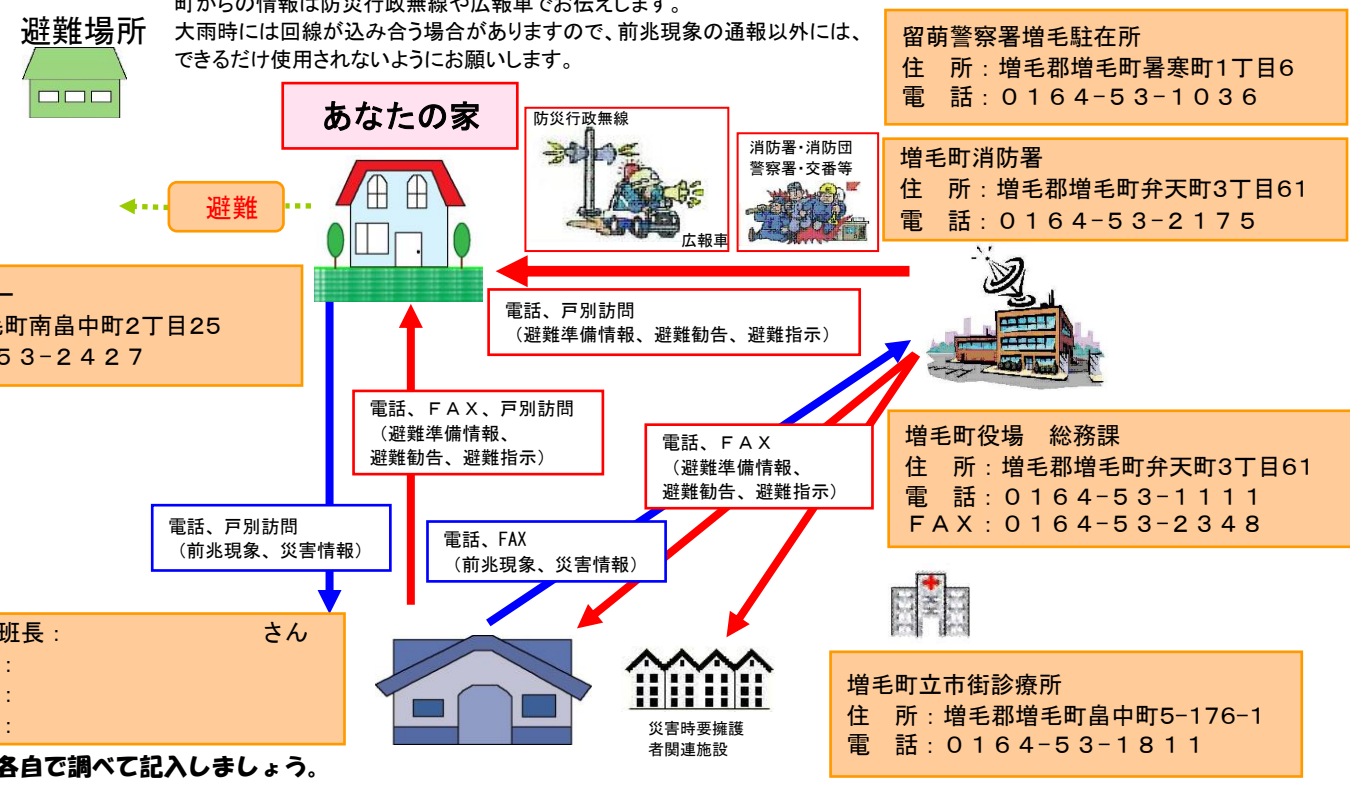 町からの情報は防災行政無線や広報車でお伝えします。
大雨時には回線が込み合う場合がありますので、前兆現象の通報以外には、
できるだけ使用されないようにお願いします。
避難場所
留萌警察署増毛駐在所
住　所：増毛郡増毛町暑寒町1丁目6
電　話：０１６４-５３-１０３６
あなたの家
防災行政無線
広報車
消防署・消防団
警察署・交番等
増毛町消防署
住　所：増毛郡増毛町弁天町3丁目61
電　話：０１６４-５３-２１７５
避難
ー
毛町南畠中町2丁目25
５３-２４２７
電話、戸別訪問
（避難準備情報、避難勧告、避難指示）
電話、ＦＡＸ、戸別訪問
（避難準備情報、
避難勧告、避難指示）
電話、ＦＡＸ
（避難準備情報、
避難勧告、避難指示）
増毛町役場　総務課
住　所：増毛郡増毛町弁天町3丁目61
電　話：０１６４-５３-１１１１
ＦＡＸ：０１６４-５３-２３４８
電話、戸別訪問
（前兆現象、災害情報）
電話、FAX
（前兆現象、災害情報）
班長：　　　　　　　　さん
：
：
：
各自で調べて記入しましょう。
災害時要擁護
者関連施設
増毛町立市街診療所
住　所：増毛郡増毛町畠中町5-176-1
電　話：０１６４-５３-１８１１